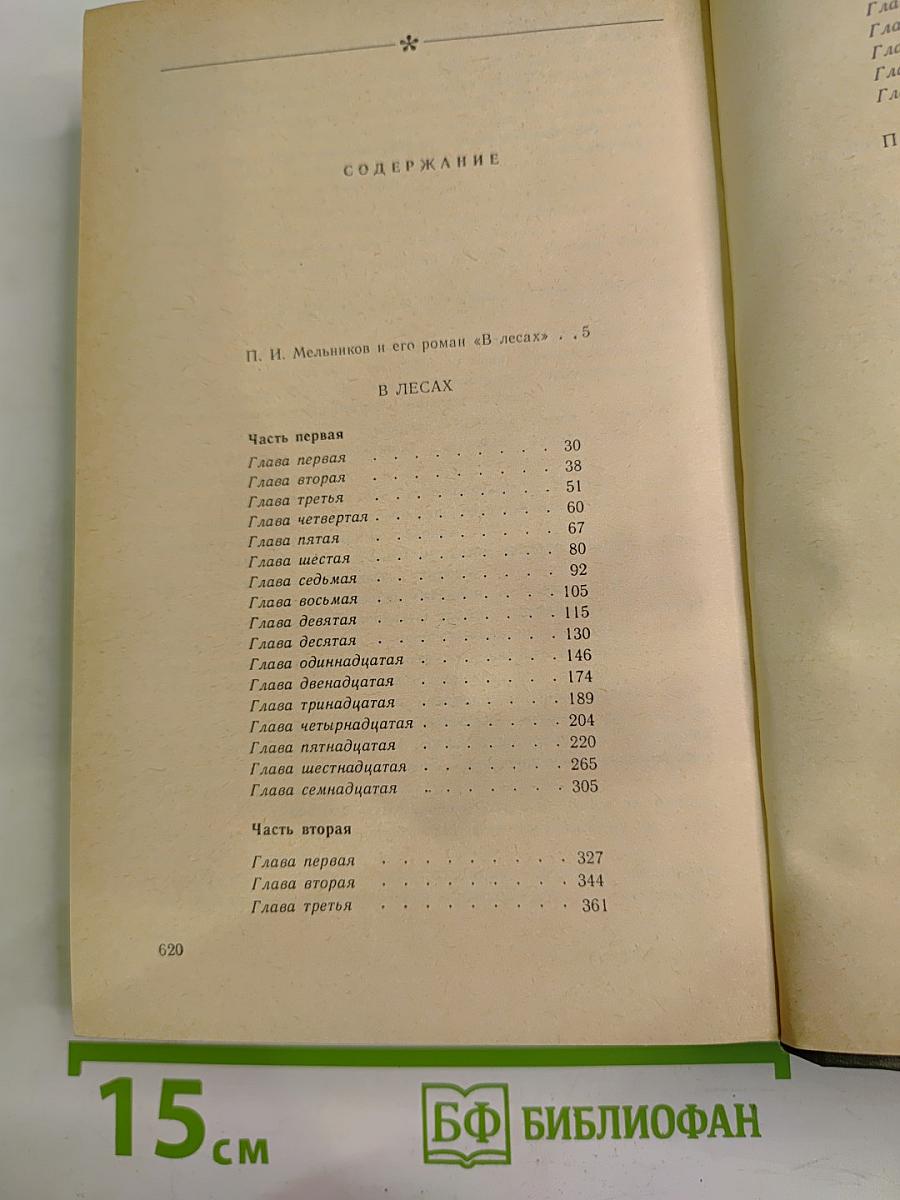 СОДЕРЖАНИЕ
П. И. Мельников и его роман «В лесах» . . 5
В ЛЕСАХ
Часть первая
Глава первая . . . . . . . . . 30
Глава вторая . . . . . . . . . 38
Глава третья . . . . . . . . . 51
Глава четвертая . . . . . . . . . 60
Глава пятая . . . . . . . . . 67
Глава шестая . . . . . . . . . 80
Глава седьмая . . . . . . . . . 92
Глава восьмая . . . . . . . . . 105
Глава девятая . . . . . . . . . 115
Глава десятая . . . . . . . . . 130
Глава одиннадцатая . . . . . . . 146
Глава двенадцатая . . . . . . . 174
Глава тринадцатая . . . . . . . 189
Глава четырнадцатая . . . . . . . 204
Глава пятнадцатая . . . . . . . 220
Глава шестнадцатая . . . . . . . 265
Глава семнадцатая . . . . . . . 305
Часть вторая
Глава первая . . . . . . . . . 327
Глава вторая . . . . . . . . . 344
Глава третья . . . . . . . . . 361
620
15 см
БФ БИБЛИОФАН